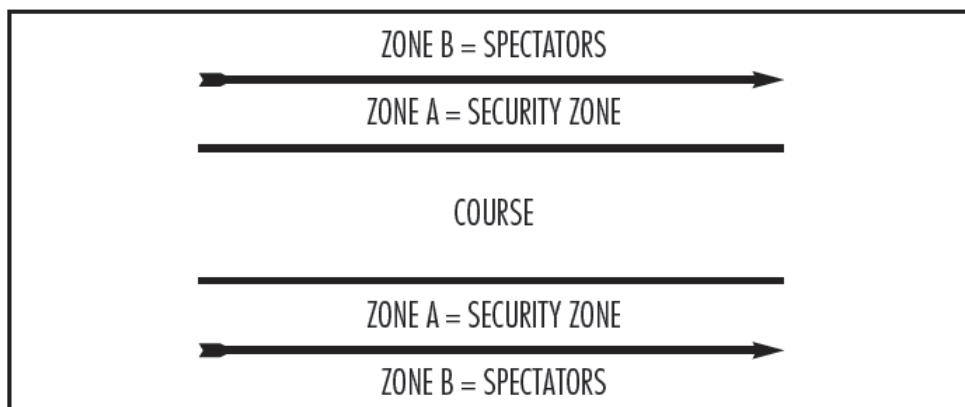 ZONE B = SPECTATORS
ZONE A = SECURITY ZONE
COURSE
ZONE A = SECURITY ZONE
ZONE B = SPECTATORS